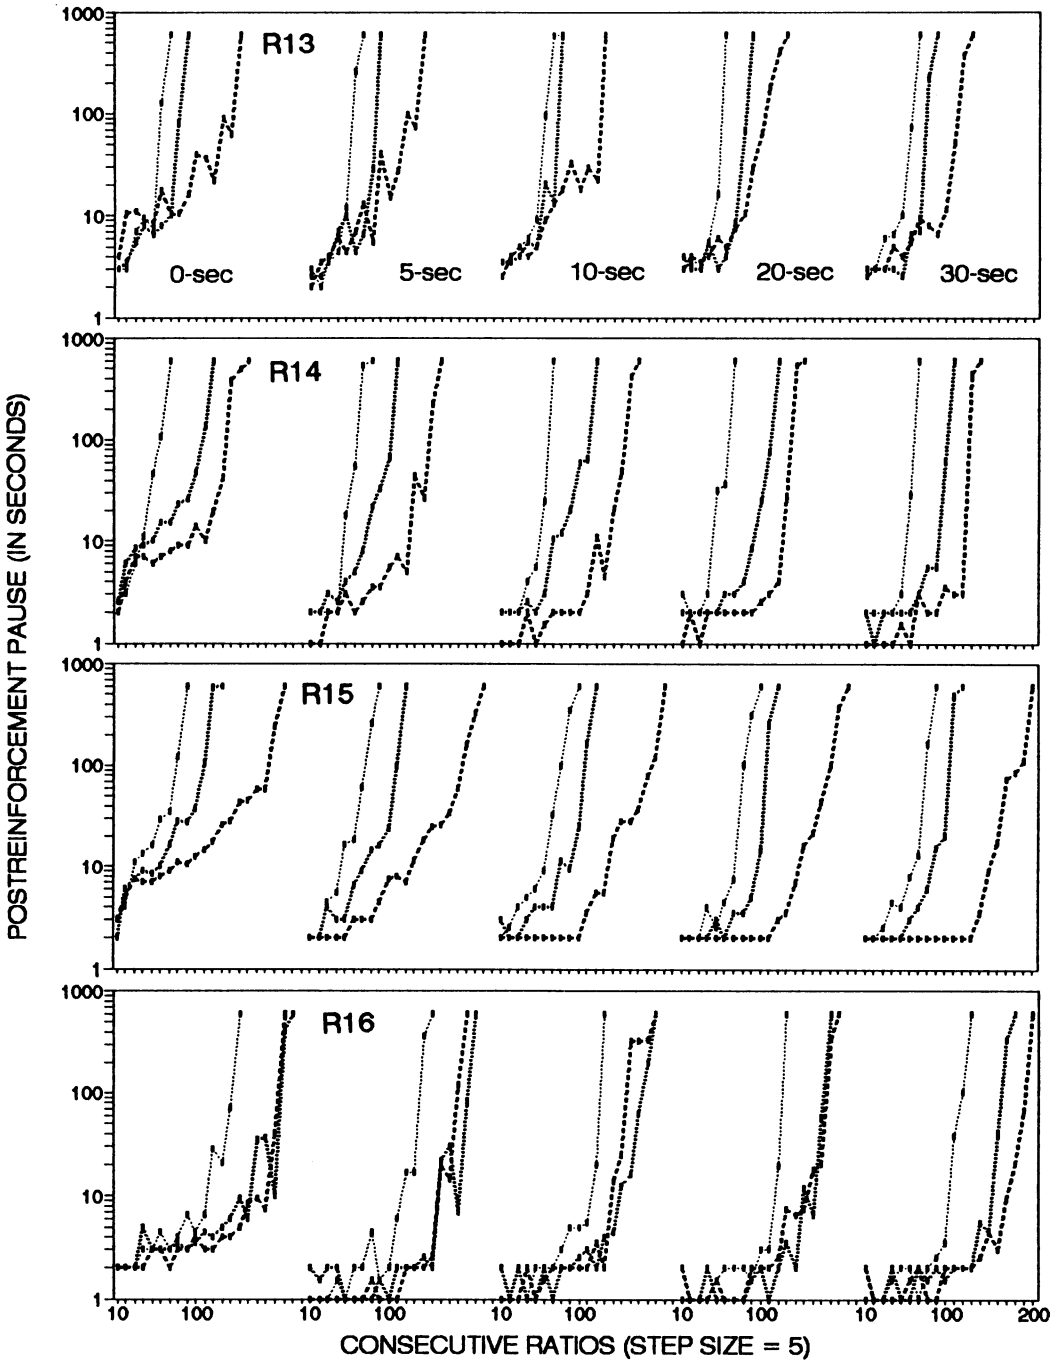 POSTREINFORCEMENT PAUSE (IN SECONDS)
1000
100
10
1
R13
0-sec
5-sec
10-sec
20-sec
30-sec
1000
100
10
1
R14
1000
100
10
1
R15
1000
100
10
1
R16
10 100 10 100 10 100 10 100 10 100 200
CONSECUTIVE RATIOS (STEP SIZE = 5)